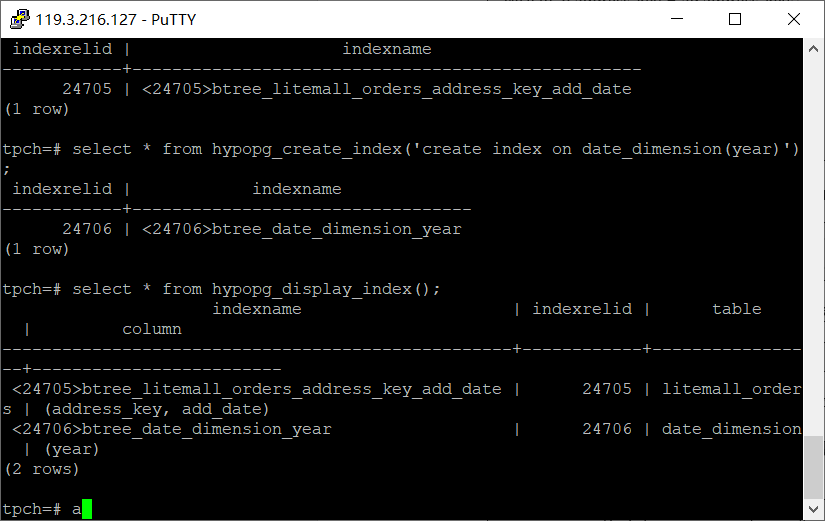 119.3.216.127 - PuTTY
 indexrelid |                     indexname
------------+---------------------------------------------------
      24705 | <24705>btree_litemall_orders_address_key_add_date
(1 row)

tpch=# select * from hypopg_create_index('create index on date_dimension(year)')
;
 indexrelid |            indexname
------------+----------------------------------
      24706 | <24706>btree_date_dimension_year
(1 row)

tpch=# select * from hypopg_display_index();
                     indexname                     | indexrelid |      table
  |         column
---------------------------------------------------+------------+---------------
--+-------------------------
 <24705>btree_litemall_orders_address_key_add_date |      24705 | litemall_order
s | (address_key, add_date)
 <24706>btree_date_dimension_year                  |      24706 | date_dimension
  | (year)
(2 rows)

tpch=# a